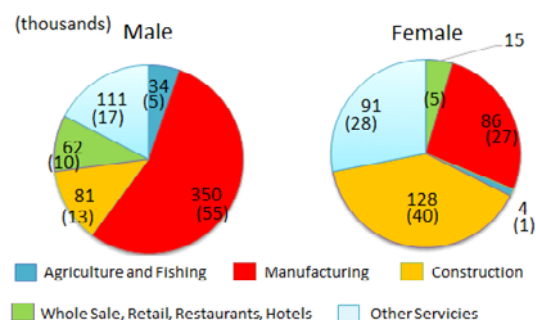 (thousands)
Male
Female
34
(5)
350
(55)
81
(13)
62
(10)
111
(17)
15
(5)
86
(27)
4
(1)
128
(40)
91
(28)
Agriculture and Fishing
Manufacturing
Construction
Whole Sale, Retail, Restaurants, Hotels
Other Servicies